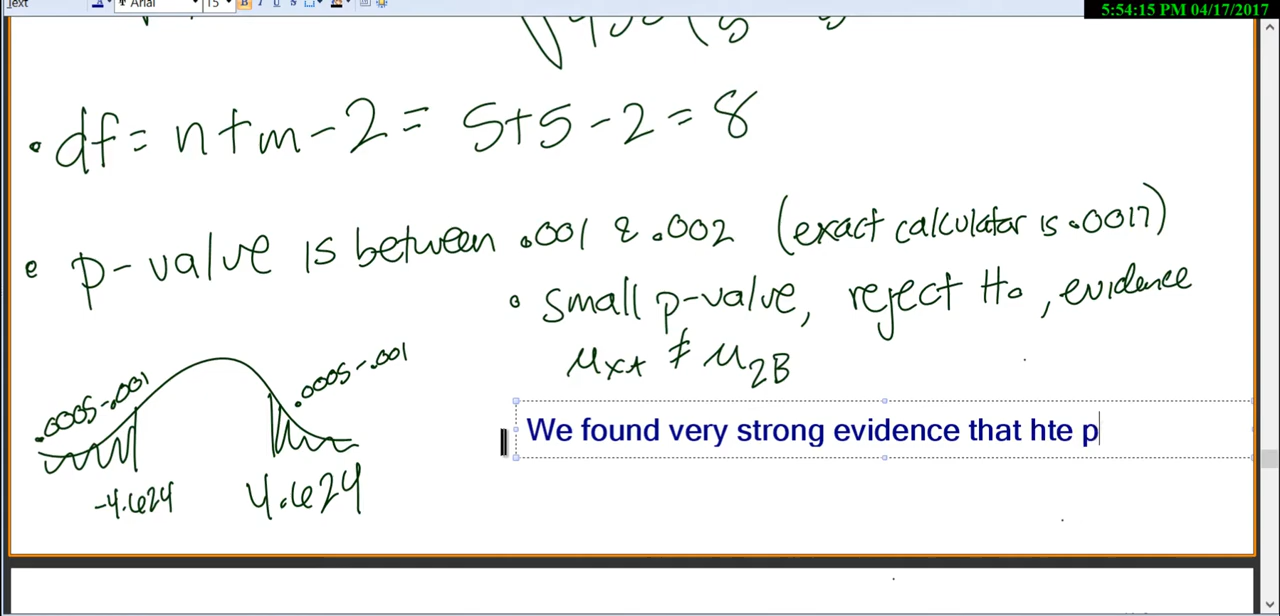 Text
Arial
15
5:54:15 PM 04/17/2017
df = n+m-2 = 5+5-2 = 8
p-value is between .001 & .002 (exact calculator is .0017)
small p-value, reject Ho, evidence
μXA ≠ μ2B
.0005-.001
.0005-.001
-4.624
4.624
We found very strong evidence that hte p